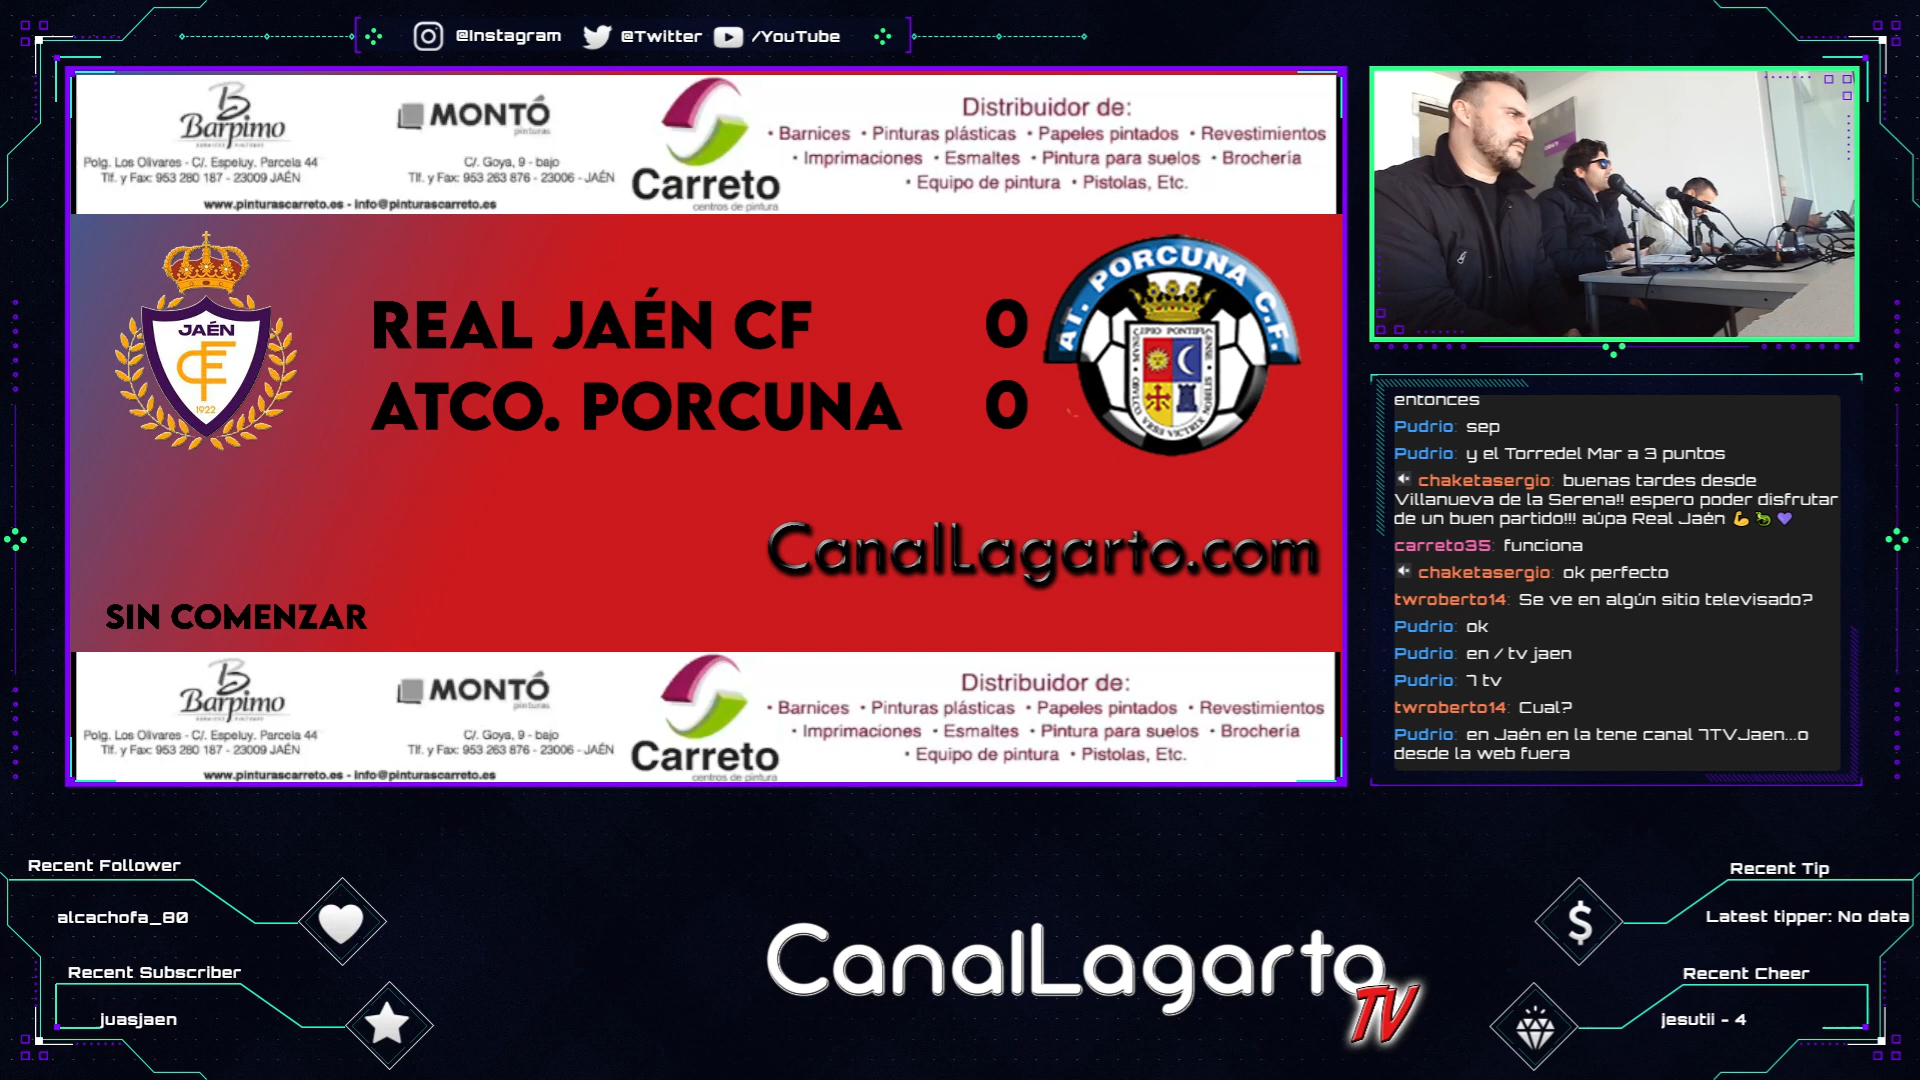 @Instagram @Twitter /YouTube
Barpimo
Polg. Los Olivares - C/. Espeluy. Parcela 44
Tlf. y Fax: 953 280 187 - 23009 JAÉN
MONTÓ
pinturas
C/. Goya, 9 - bajo
Tlf. y Fax: 953 263 876 - 23006 - JAÉN
www.pinturascarreto.es - info@pinturascarreto.es
Carreto
centros de pintura
Distribuidor de:
• Barnices • Pinturas plásticas • Papeles pintados • Revestimientos
• Imprimaciones • Esmaltes • Pintura para suelos • Brochería
• Equipo de pintura • Pistolas, Etc.
JAÉN
CF
1922
REAL JAÉN CF 0
ATCO. PORCUNA 0
AT. PORCUNA C.F.
CanalLagarto.com
SIN COMENZAR
Barpimo
Polg. Los Olivares - C/. Espeluy. Parcela 44
Tlf. y Fax: 953 280 187 - 23009 JAÉN
MONTÓ
pinturas
C/. Goya, 9 - bajo
Tlf. y Fax: 953 263 876 - 23006 - JAÉN
www.pinturascarreto.es - info@pinturascarreto.es
Carreto
centros de pintura
Distribuidor de:
• Barnices • Pinturas plásticas • Papeles pintados • Revestimientos
• Imprimaciones • Esmaltes • Pintura para suelos • Brochería
• Equipo de pintura • Pistolas, Etc.
entonces
Pudrio: sep
Pudrio: y el Torredel Mar a 3 puntos
chaketasergio: buenas tardes desde
Villanueva de la Serena!! espero poder disfrutar
de un buen partido!!! aúpa Real Jaén 💪🐉💜
carreto35: funciona
chaketasergio: ok perfecto
twroberto14: Se ve en algún sitio televisado?
Pudrio: ok
Pudrio: en / tv jaen
Pudrio: 7 tv
twroberto14: Cual?
Pudrio: en Jaén en la tene canal 7TVJaen...o
desde la web fuera
Recent Follower
alcachofa_80
Recent Subscriber
juasjaen
CanalLagarto
TV
Recent Tip
Latest tipper: No data
Recent Cheer
jesutii - 4